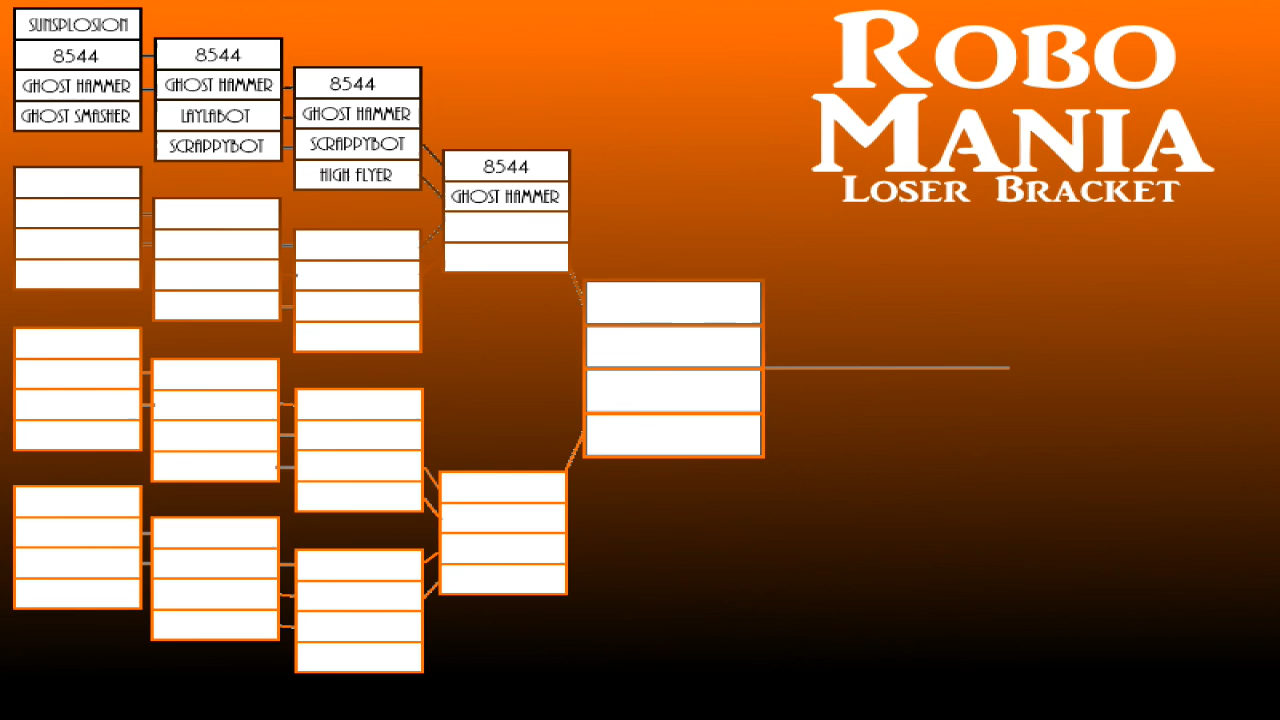 SUNSPLOSION
8544
GHOST HAMMER
GHOST SMASHER
8544
GHOST HAMMER
LAYLABOT
SCRAPPYBOT
8544
GHOST HAMMER
SCRAPPYBOT
HIGH FLYER
8544
GHOST HAMMER
ROBO
MANIA
LOSER BRACKET